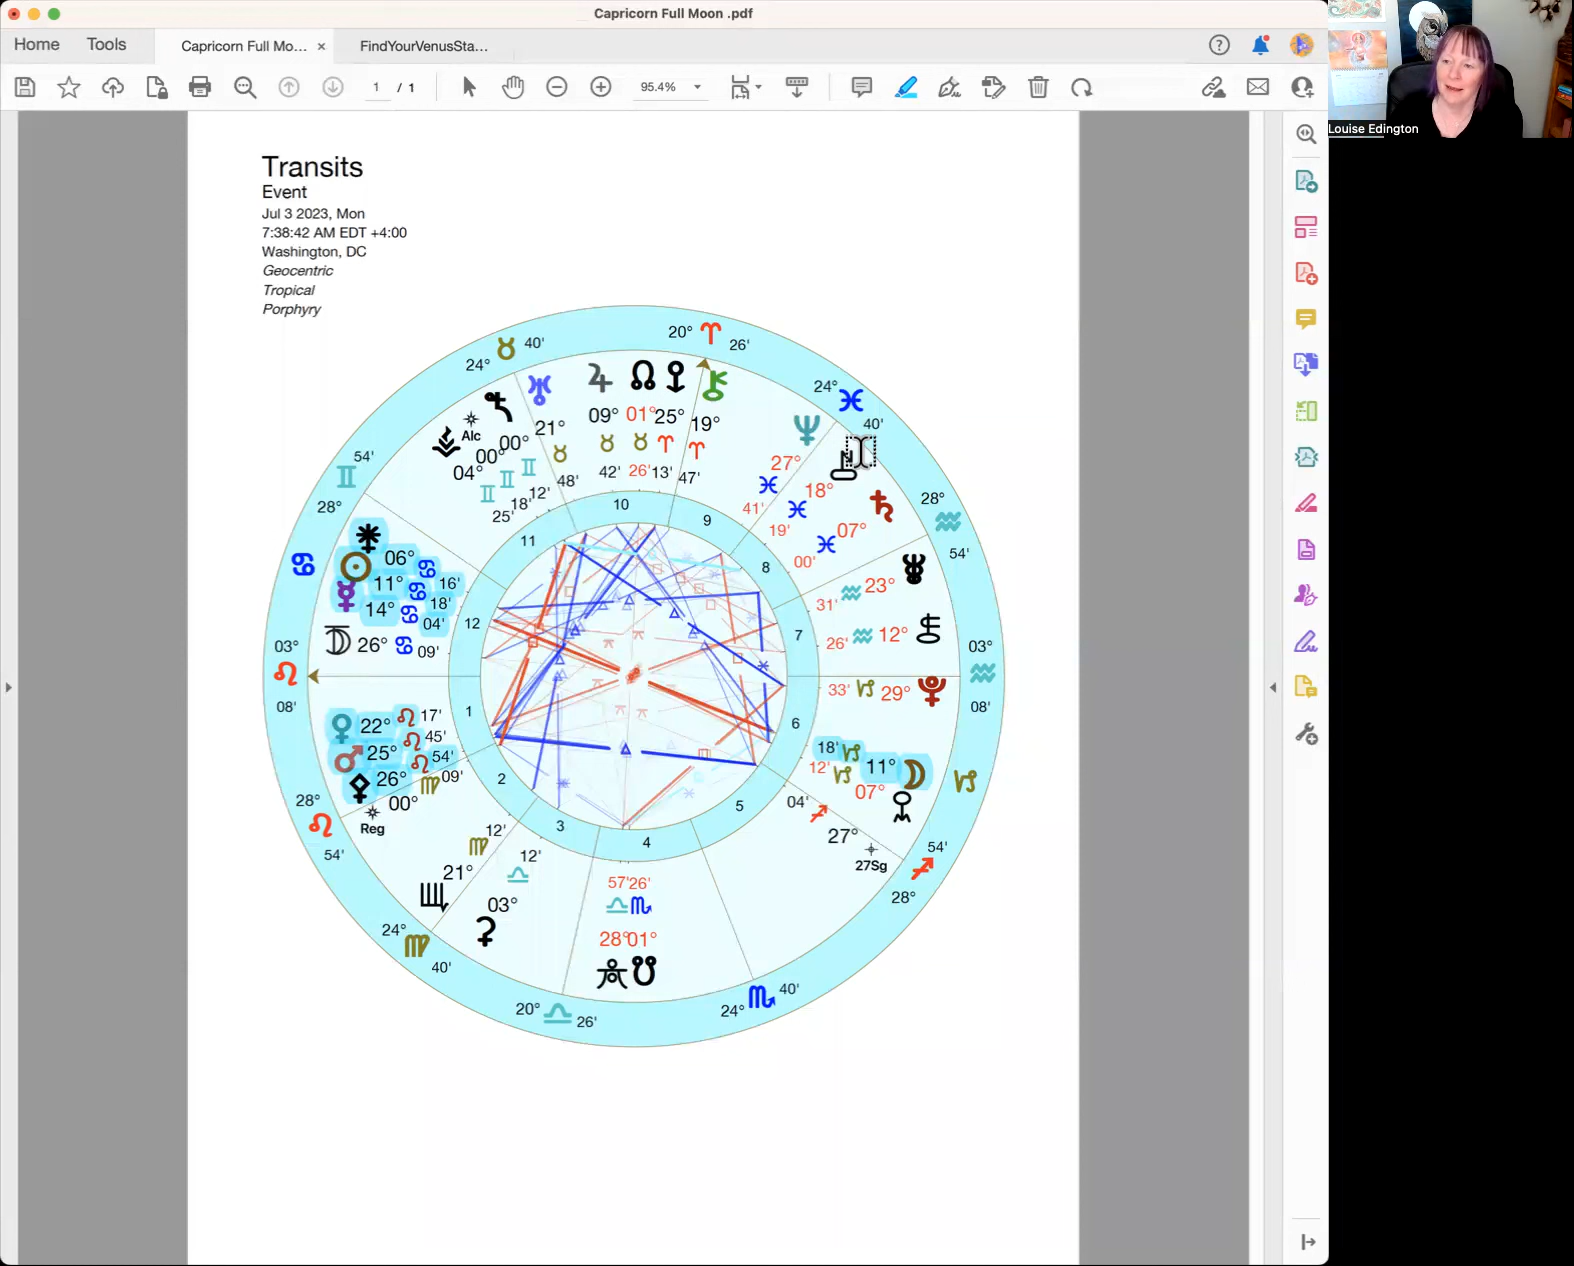 Capricorn Full Moon .pdf
Home
Tools
Capricorn Full Mo...
FindYourVenusSta...
1 / 1
95.4%
Louise Edington
Transits
Event
Jul 3 2023, Mon
7:38:42 AM EDT +4:00
Washington, DC
Geocentric
Tropical
Porphyry
20° ♈ 26'
24° ♉ 40'
24° ♓ 40'
54' ♊ 28°
28° ♒ 54'
♋
03° ♌ 08'
03° ♒ 08'
28° ♌ 54'
♑
54' ♐ 28°
24° ♍ 40'
20° ♎ 26'
24° ♏ 40'
♅ 21° ♉ 48'
♃ 09° ♉ 42'
☊ 01° ♉ 26'
25° ♈ 13'
⚷ 19° ♈ 47'
♆ 27° ♓ 41'
18° ♓ 19'
♄ 07° ♓ 00'
23° ♒ 31'
12° ♒ 26'
29° ♑ 33'
☽ 11° ♑ 18'
07° ♑ 12'
27° ♐ 04'
27Sg
00° ♊ 12'
Alc 00° ♊ 18'
04° ♊ 25'
06° ♋ 16'
☉ 11° ♋ 18'
☿ 14° ♋ 04'
26° ♋ 09'
♀ 22° ♌ 17'
♂ 25° ♌ 45'
⚴ 26° ♌ 54'
Reg 00° ♍ 09'
21° ♍ 12'
⚳ 03° ♎ 12'
28° ♎ 57'
☋ 01° ♏ 26'
1
2
3
4
5
6
7
8
9
10
11
12